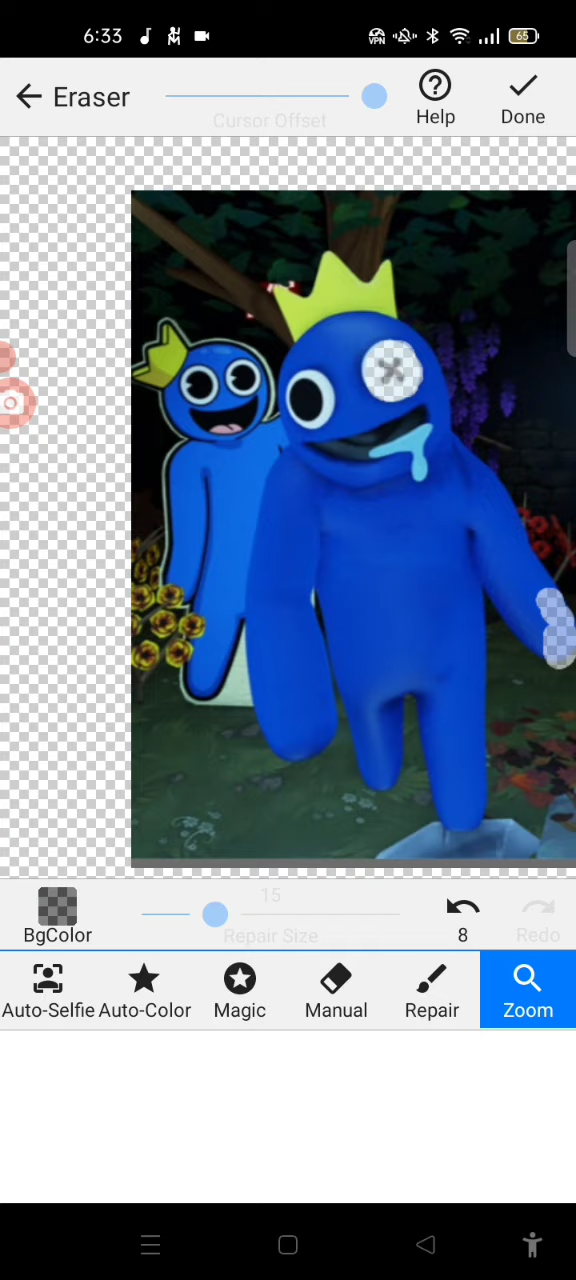 6:33 VPN 65
Eraser Help Done
Cursor Offset
15
BgColor Repair Size 8 Redo
Auto-Selfie Auto-Color Magic Manual Repair Zoom